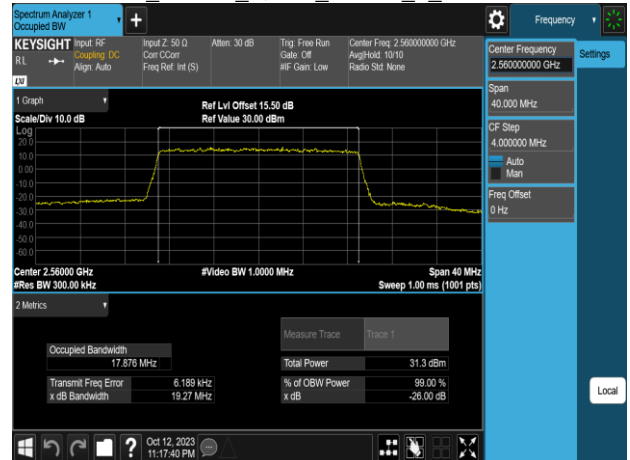 Spectrum Analyzer 1
Occupied BW
Frequency
KEYSIGHT
Input: RF
Coupling: DC
Align: Auto
Input Z: 50 Ω
Corr CCorr
Freq Ref: Int (S)
Atten: 30 dB
Trig: Free Run
Gate: Off
#IF Gain: Low
Center Freq: 2.560000000 GHz
Avg|Hold: 10/10
Radio Std: None
RL
LXI
Center Frequency
2.560000000 GHz
Settings
Span
40.000 MHz
CF Step
4.000000 MHz
Auto
Man
Freq Offset
0 Hz
Local
1 Graph
Scale/Div 10.0 dB
Ref Lvl Offset 15.50 dB
Ref Value 30.00 dBm
Log
20.0
10.0
0.00
-10.0
-20.0
-30.0
-40.0
-50.0
-60.0
Center 2.56000 GHz
#Video BW 1.0000 MHz
Span 40 MHz
#Res BW 300.00 kHz
Sweep 1.00 ms (1001 pts)
2 Metrics
Measure Trace
Trace 1
Occupied Bandwidth
17.876 MHz
Total Power
31.3 dBm
Transmit Freq Error
6.189 kHz
% of OBW Power
99.00 %
x dB Bandwidth
19.27 MHz
x dB
-26.00 dB
Oct 12, 2023
11:17:40 PM